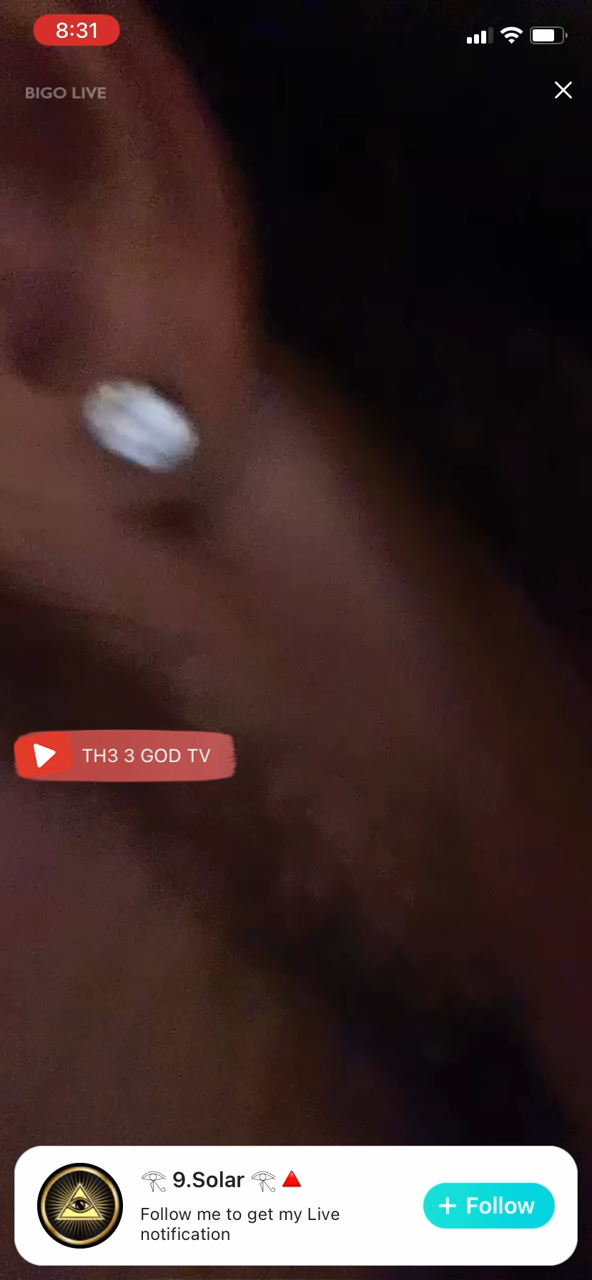 8:31
BIGO LIVE
TH3 3 GOD TV
𓂀 9.Solar 𓂀 🔺
Follow me to get my Live
notification
+ Follow